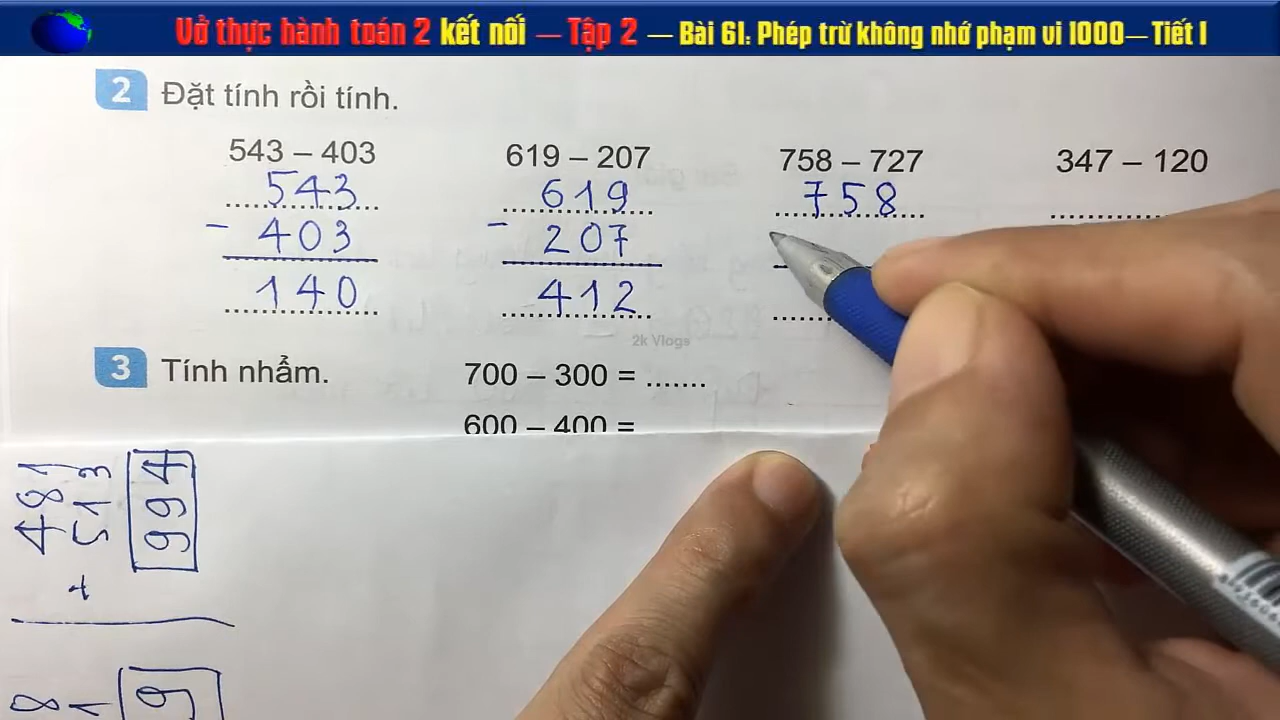 Vở thực hành toán 2 kết nối – Tập 2 – Bài 61: Phép trừ không nhớ phạm vi 1000– Tiết 1
2 Đặt tính rồi tính.
543 – 403 619 – 207 758 – 727 347 – 120
543 619 758
- 403 - 207
140 412
2k Vlogs
3 Tính nhẩm. 700 – 300 = .......
600 – 400 =
481
+ 513
994
8
1
9